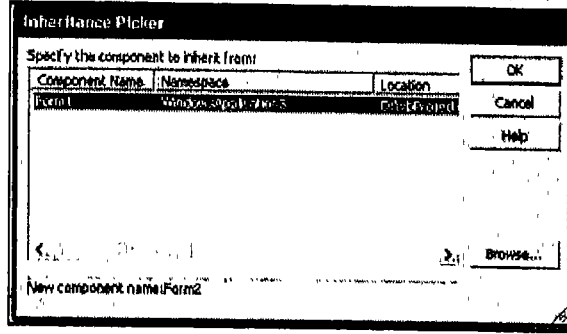 Inheritance Picker
Specify the component to inherit from:
Component Name Namespace Location
Form1
OK
Cancel
Help
Browse...
New component name:Form2